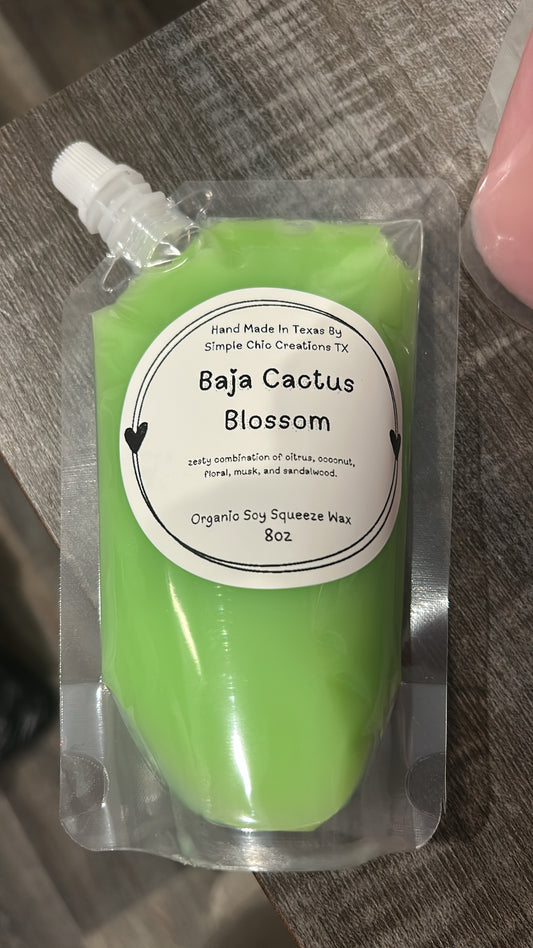 Hand Made In Texas By
Simple Chic Creations TX
Baja Cactus
Blossom
zesty combination of citrus, coconut,
floral, musk, and sandalwood.
Organic Soy Squeeze Wax
8oz